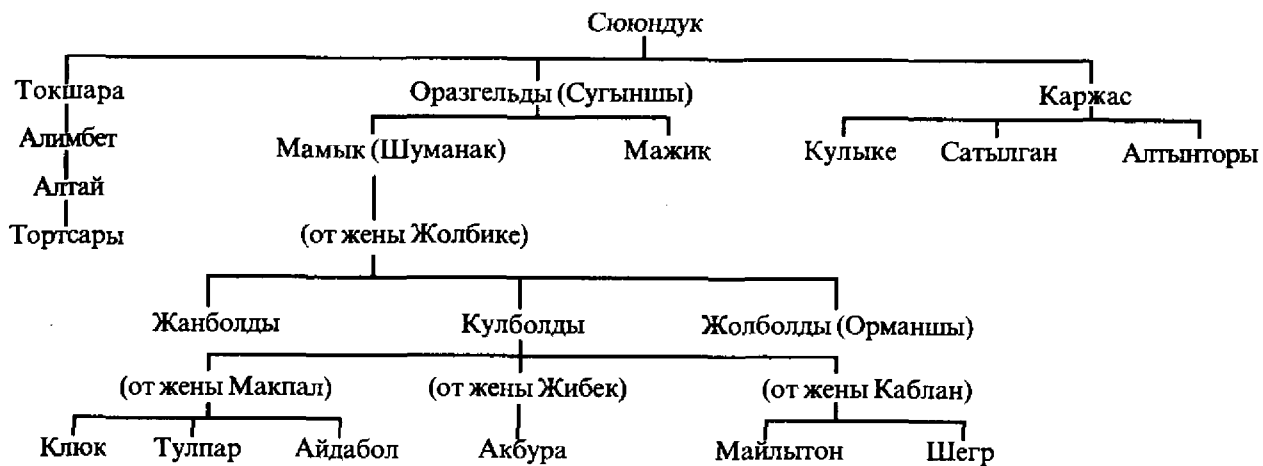 Сююндук
Токшара Оразгельды (Сугыншы) Каржас
Алимбет Мамык (Шуманак) Мажик Кулыке Сатылган Алтынторы
Алтай
Тортсары (от жены Жолбике)
Жанболды Кулболды Жолболды (Орманшы)
(от жены Макпал) (от жены Жибек) (от жены Каблан)
Клюк Тулпар Айдабол Акбура Майлытон Шегр